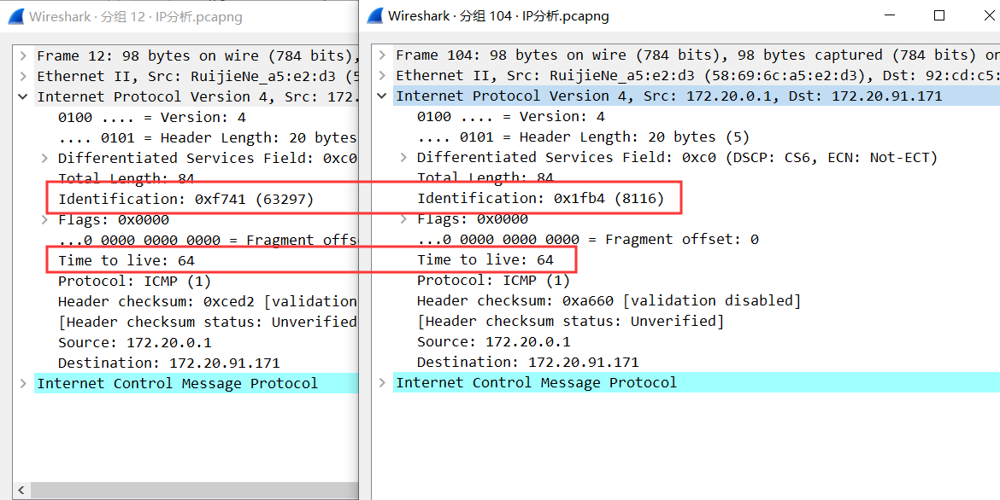 Wireshark · 分组 12 · IP分析.pcapng
Frame 12: 98 bytes on wire (784 bits),
Ethernet II, Src: RuijieNe_a5:e2:d3 (5
Internet Protocol Version 4, Src: 172.
0100 .... = Version: 4
.... 0101 = Header Length: 20 bytes
Differentiated Services Field: 0xc0
Total Length: 84
Identification: 0xf741 (63297)
Flags: 0x0000
...0 0000 0000 0000 = Fragment offs
Time to live: 64
Protocol: ICMP (1)
Header checksum: 0xced2 [validation
[Header checksum status: Unverified
Source: 172.20.0.1
Destination: 172.20.91.171
Internet Control Message Protocol
Wireshark · 分组 104 · IP分析.pcapng
Frame 104: 98 bytes on wire (784 bits), 98 bytes captured (784 bits) on
Ethernet II, Src: RuijieNe_a5:e2:d3 (58:69:6c:a5:e2:d3), Dst: 92:cd:c5:
Internet Protocol Version 4, Src: 172.20.0.1, Dst: 172.20.91.171
0100 .... = Version: 4
.... 0101 = Header Length: 20 bytes (5)
Differentiated Services Field: 0xc0 (DSCP: CS6, ECN: Not-ECT)
Total Length: 84
Identification: 0x1fb4 (8116)
Flags: 0x0000
...0 0000 0000 0000 = Fragment offset: 0
Time to live: 64
Protocol: ICMP (1)
Header checksum: 0xa660 [validation disabled]
[Header checksum status: Unverified]
Source: 172.20.0.1
Destination: 172.20.91.171
Internet Control Message Protocol